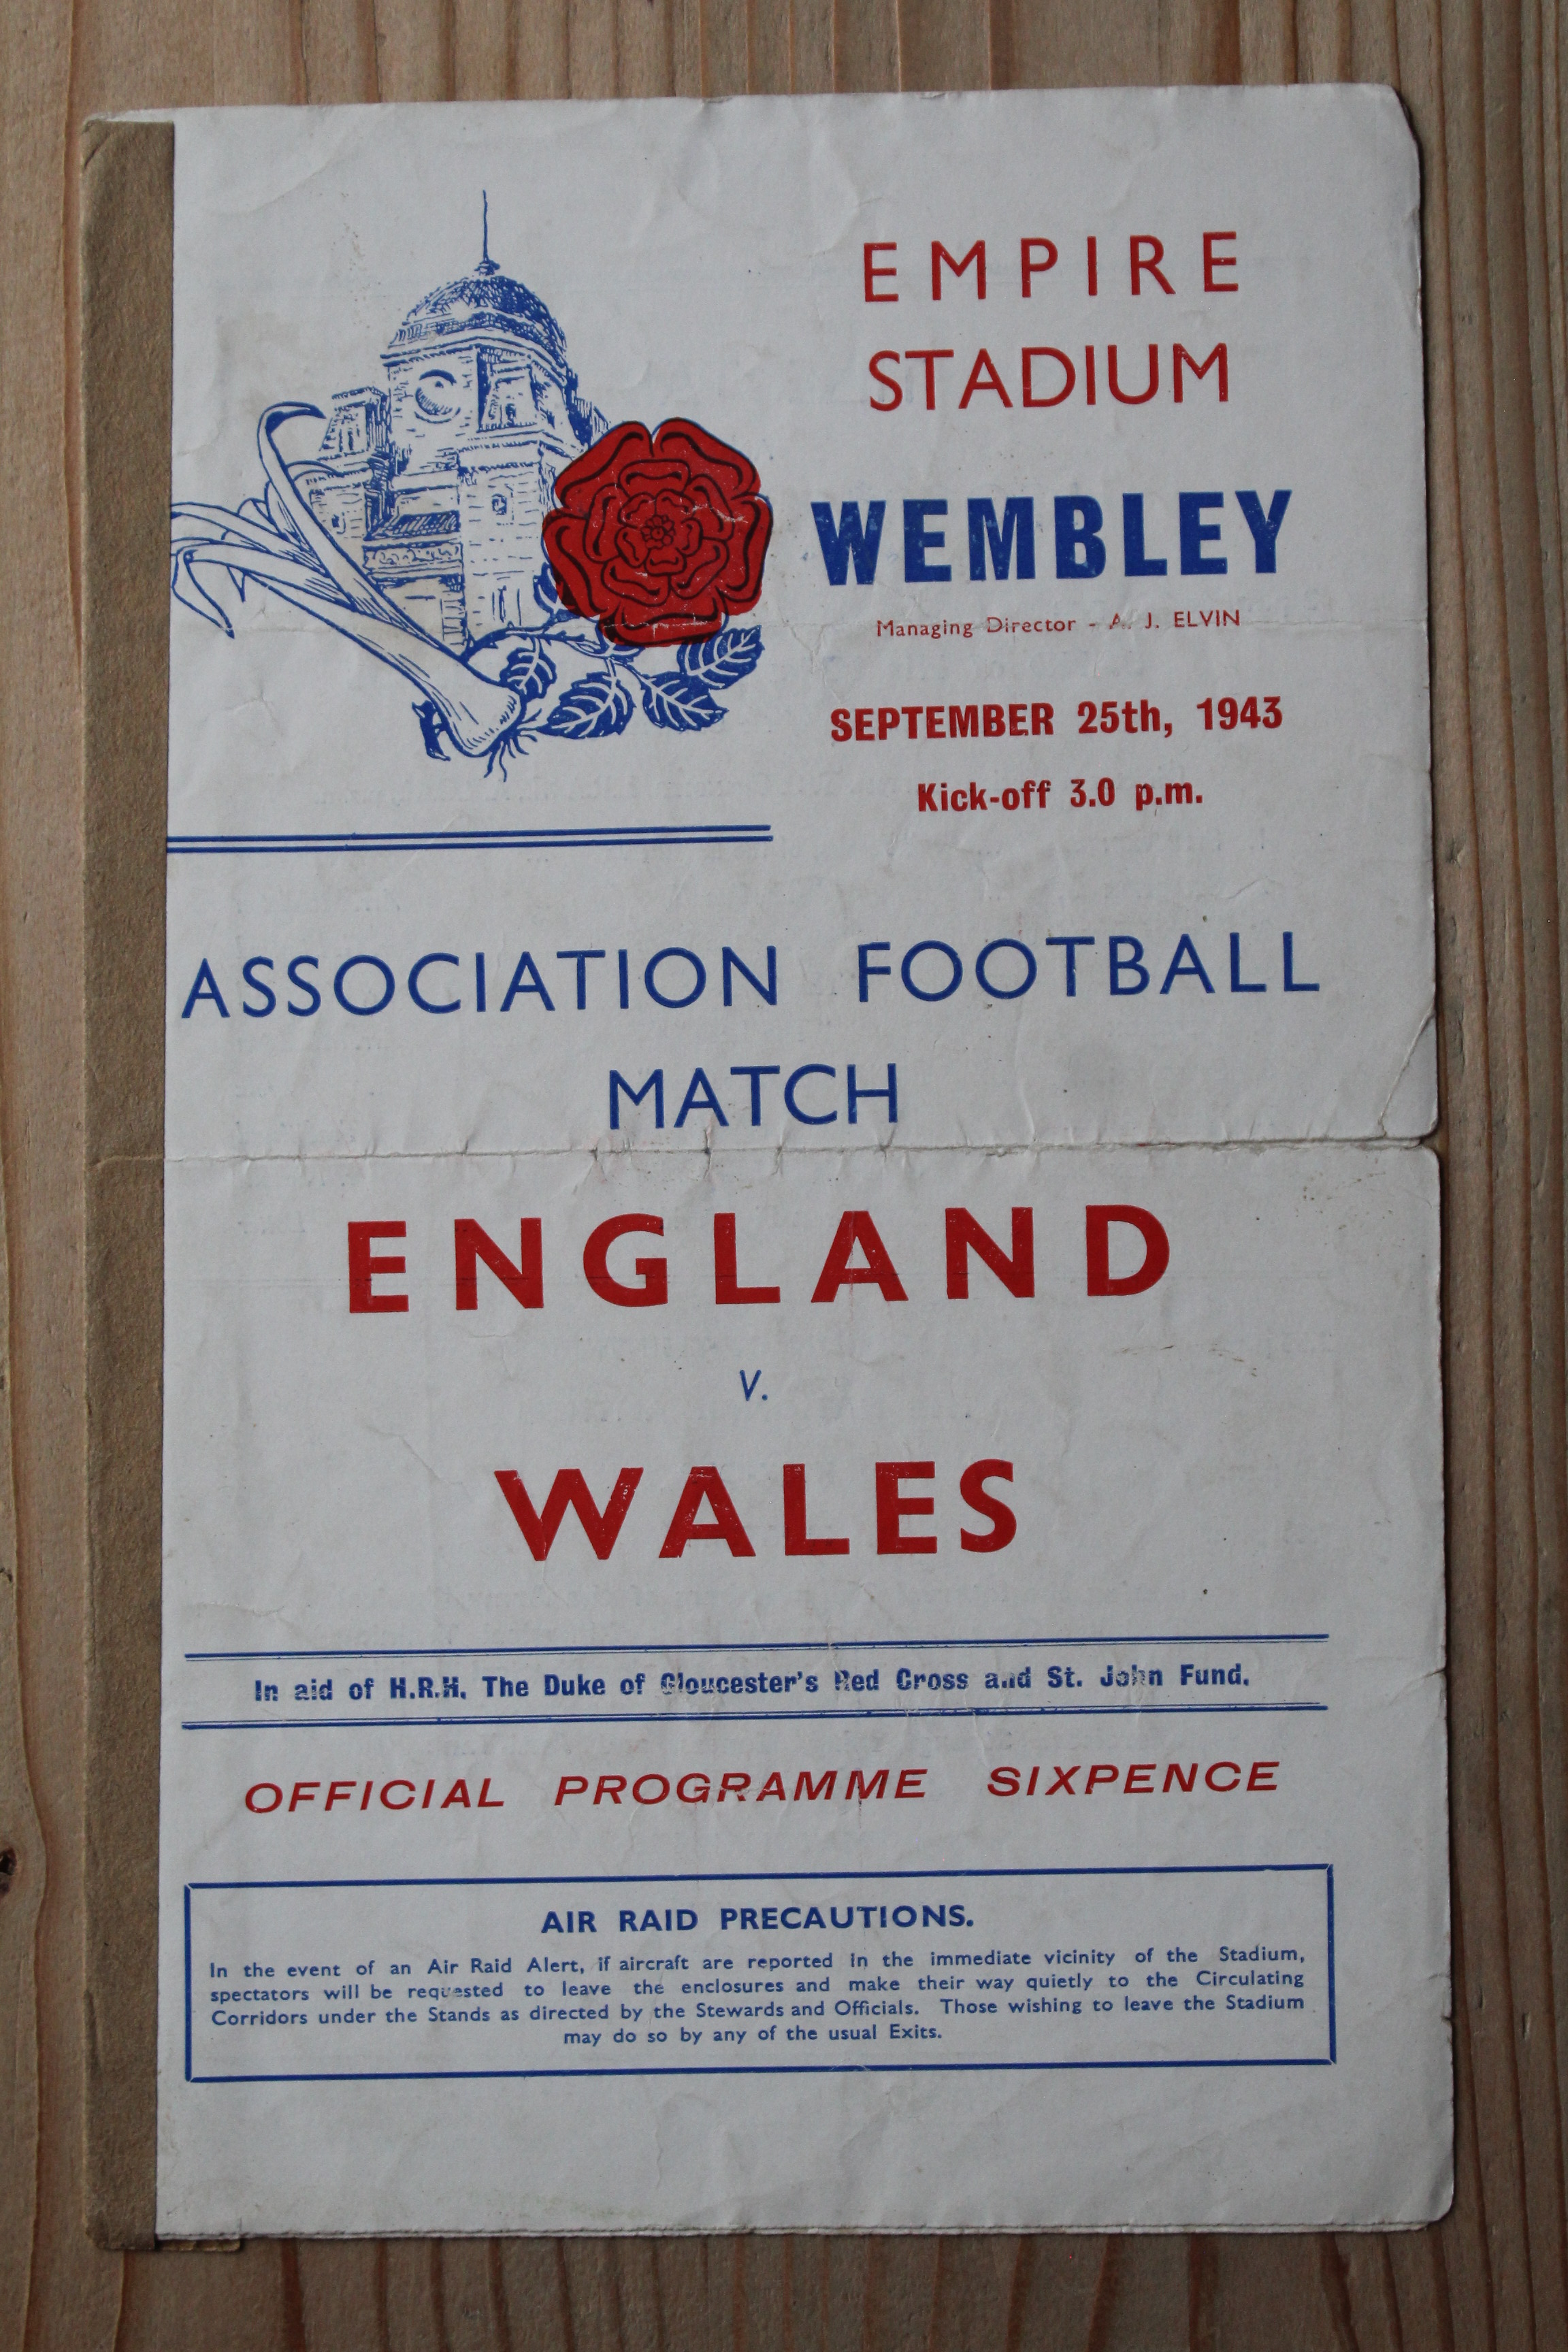 EMPIRE
STADIUM
WEMBLEY
Managing Director - A. J. ELVIN
SEPTEMBER 25th, 1943
Kick-off 3.0 p.m.
ASSOCIATION FOOTBALL
MATCH
ENGLAND
v.
WALES
In aid of H.R.H. The Duke of Gloucester's Red Cross and St. John Fund.
OFFICIAL PROGRAMME SIXPENCE
AIR RAID PRECAUTIONS.
In the event of an Air Raid Alert, if aircraft are reported in the immediate vicinity of the Stadium,
spectators will be requested to leave the enclosures and make their way quietly to the Circulating
Corridors under the Stands as directed by the Stewards and Officials. Those wishing to leave the Stadium
may do so by any of the usual Exits.